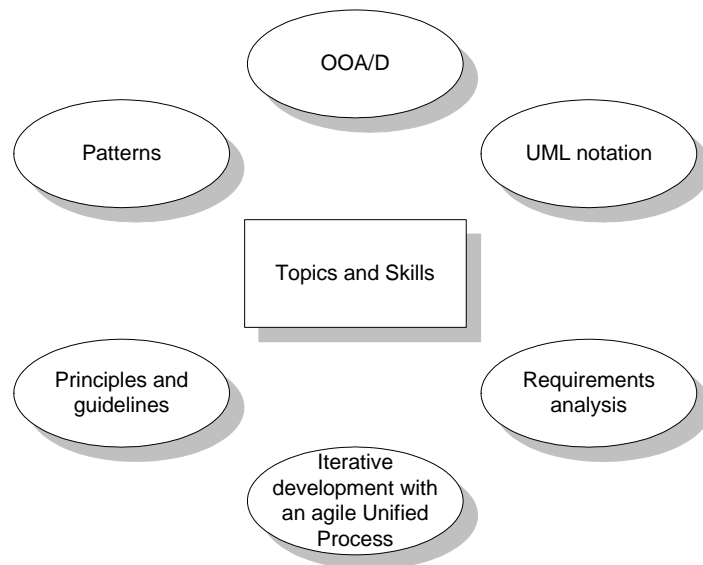 OOA/D
Patterns
UML notation
Topics and Skills
Principles and
guidelines
Requirements
analysis
Iterative
development with
an agile Unified
Process